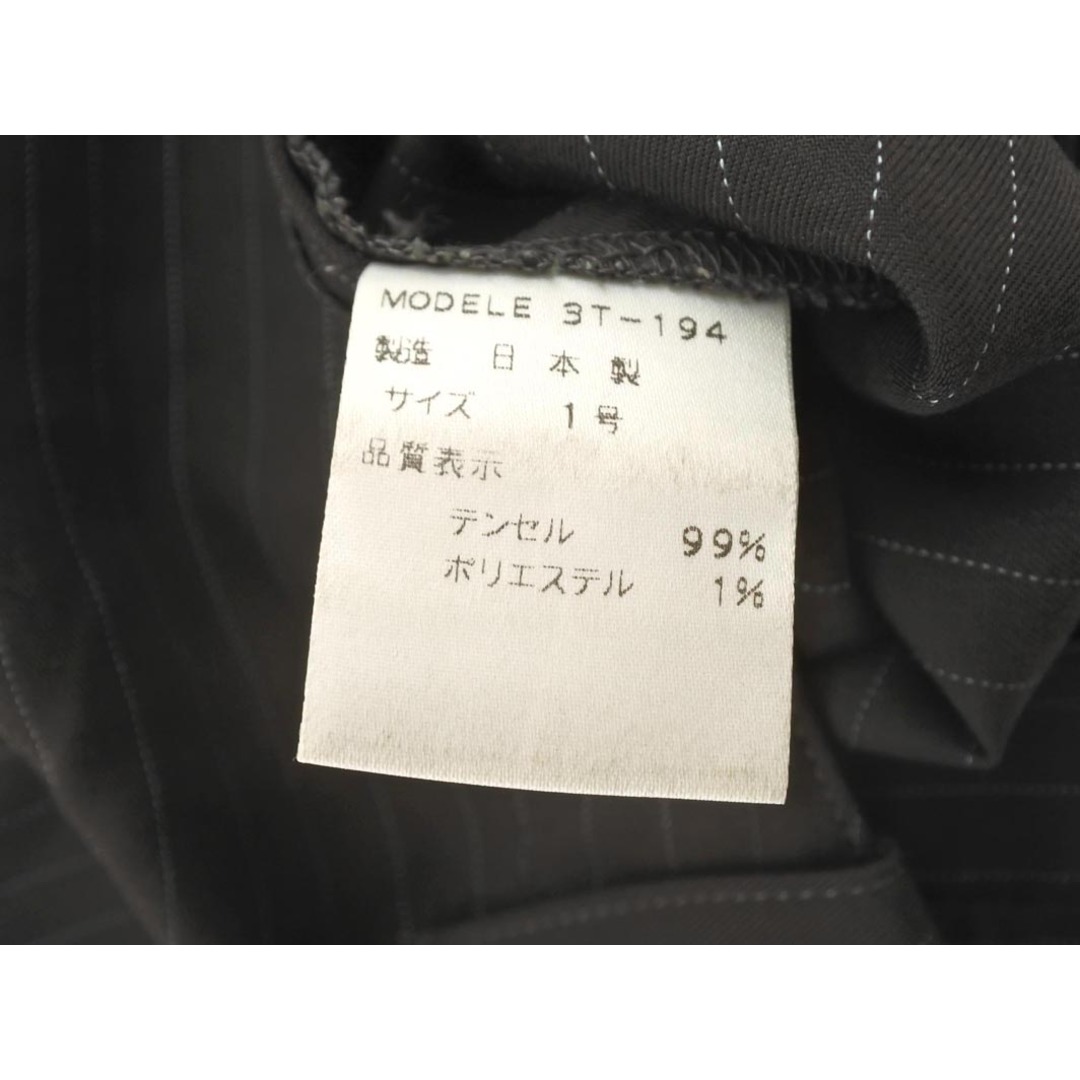 MODELE 3T-194
製造 日本製
サイズ 1号
品質表示
テンセル 99%
ポリエステル 1%